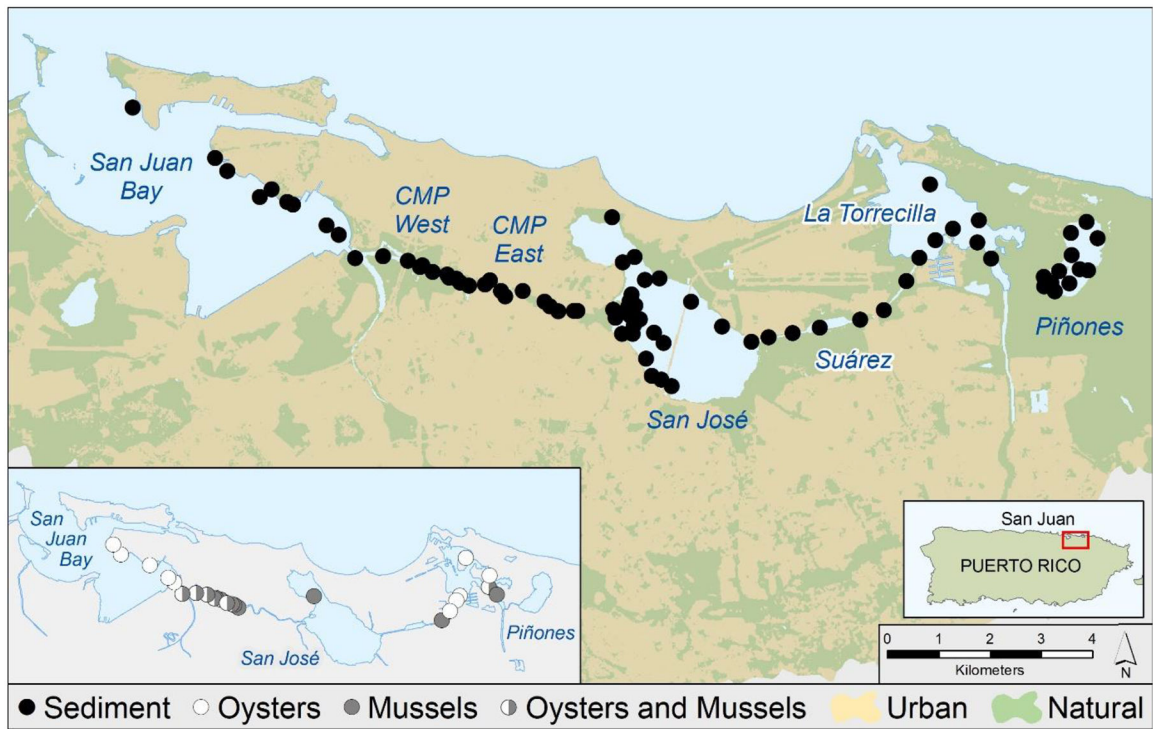 San Juan
Bay
CMP
West
CMP
East
La Torrecilla
Piñones
Suárez
San José
San
Juan
Bay
San José
Piñones
San Juan
PUERTO RICO
0 1 2 3 4
Kilometers
N
Sediment Oysters Mussels Oysters and Mussels Urban Natural